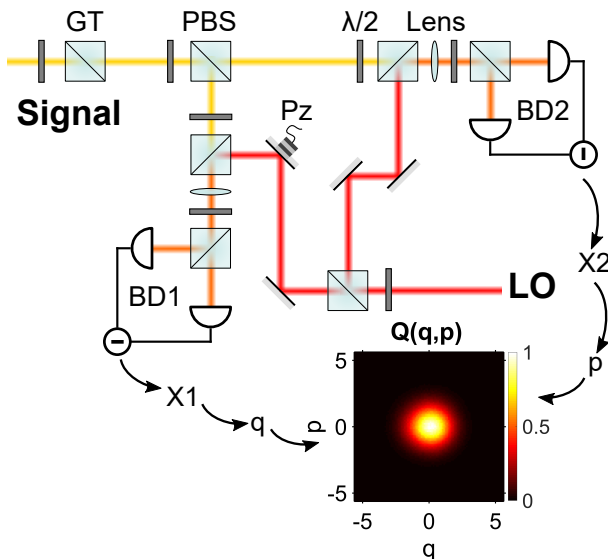 GT PBS λ/2 Lens
Signal
Pz
BD2
X2
BD1
LO
Q(q,p)
p
X1
q
5
0
-5
p
1
0.5
0
-5 0 5
q